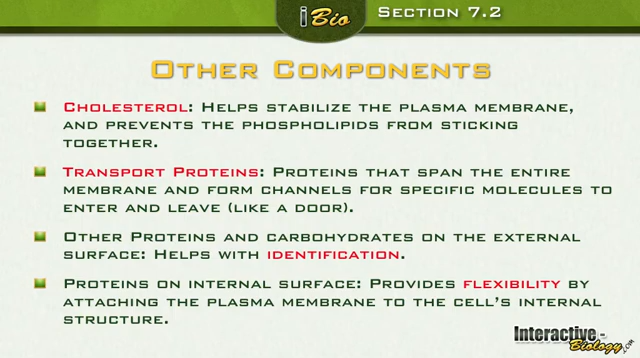 i Bio
Section 7.2
Other Components
Cholesterol: Helps stabilize the plasma membrane,
and prevents the phospholipids from sticking
together.
Transport Proteins: Proteins that span the entire
membrane and form channels for specific molecules to
enter and leave (like a door).
Other Proteins and carbohydrates on the external
surface: Helps with identification.
Proteins on internal surface: Provides flexibility by
attaching the plasma membrane to the cell's internal
structure.
Interactive-
Biology.com